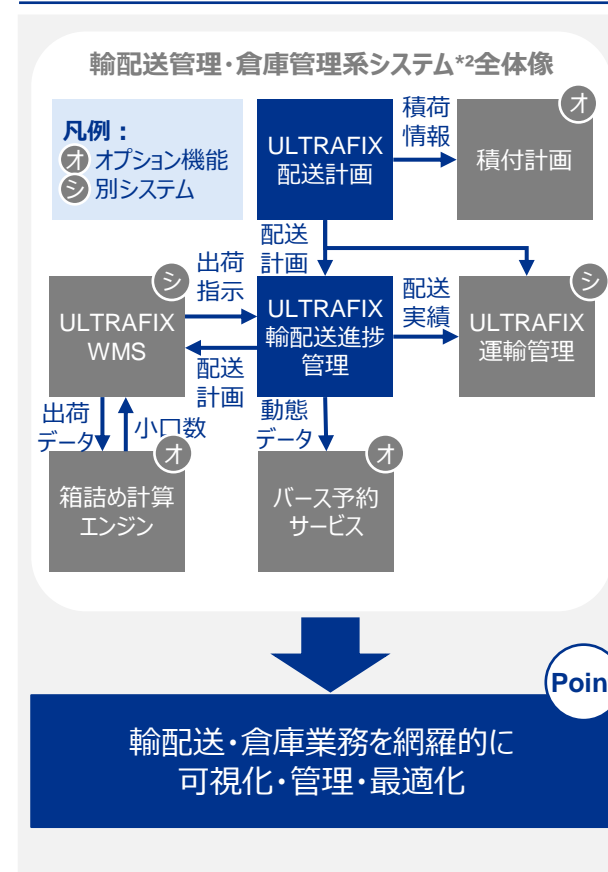 輸配送管理・倉庫管理系システム*2全体像
凡例：
オ オプション機能
シ 別システム
ULTRAFIX
配送計画
積荷
情報
オ
積付計画
配送
計画
出荷
指示
シ
ULTRAFIX
WMS
ULTRAFIX
輸配送進捗
管理
配送
実績
シ
ULTRAFIX
運輸管理
配送
計画
出荷
データ
小口数
動態
データ
オ
箱詰め計算
エンジン
オ
バース予約
サービス
Poin
輸配送・倉庫業務を網羅的に
可視化・管理・最適化